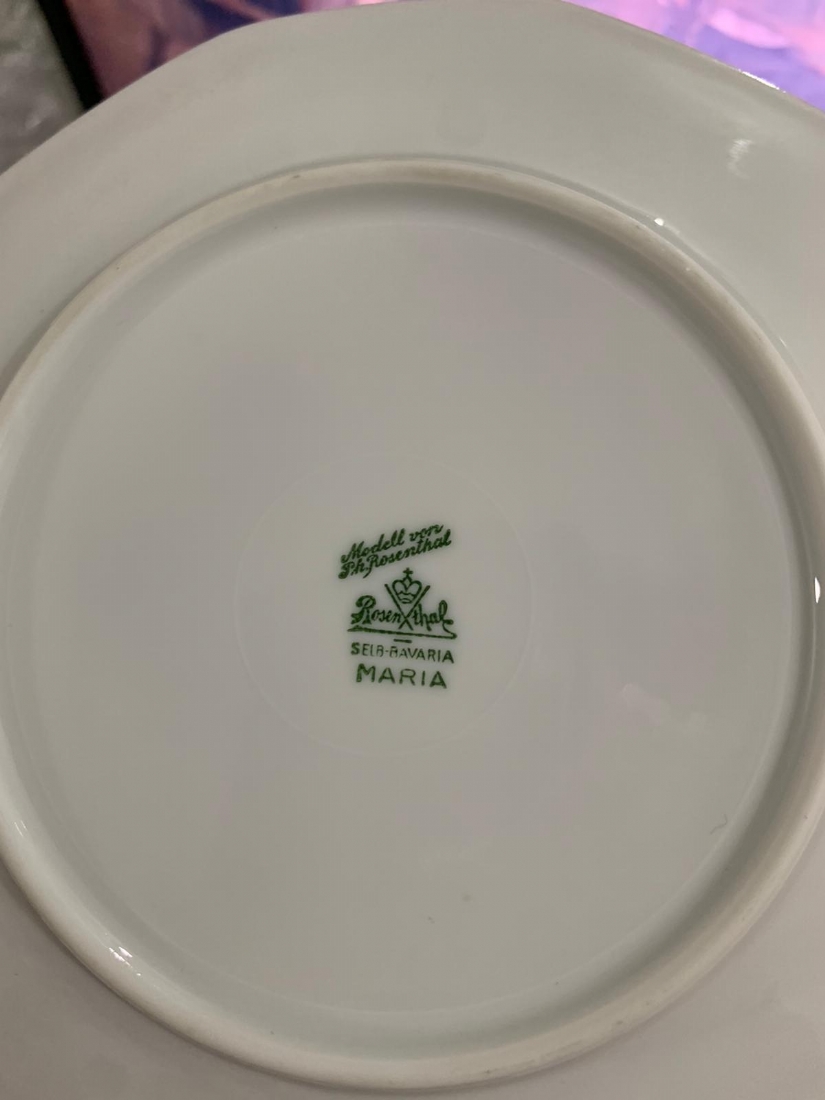 Modell von
Ph. Rosenthal
Rosenthal
SELB-BAVARIA
MARIA